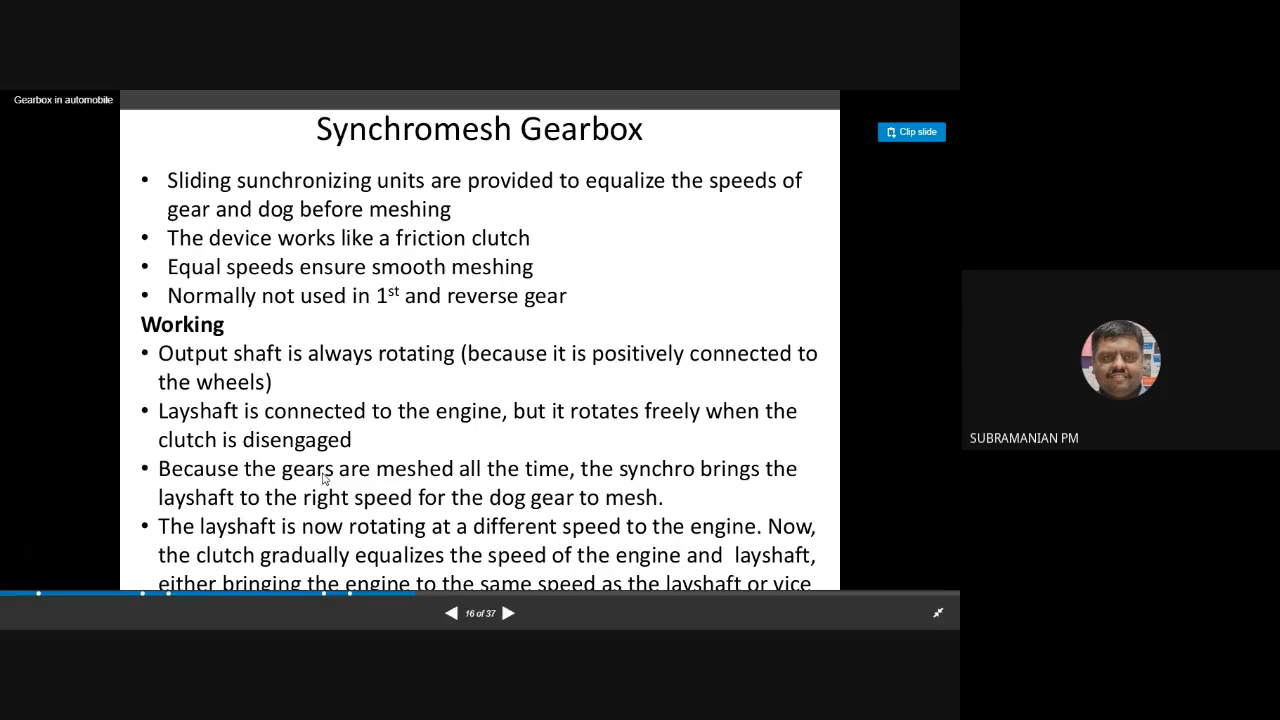 Gearbox in automobile
Clip slide
Synchromesh Gearbox
• Sliding sunchronizing units are provided to equalize the speeds of
gear and dog before meshing
• The device works like a friction clutch
• Equal speeds ensure smooth meshing
• Normally not used in 1st and reverse gear
Working
• Output shaft is always rotating (because it is positively connected to
the wheels)
• Layshaft is connected to the engine, but it rotates freely when the
clutch is disengaged
• Because the gears are meshed all the time, the synchro brings the
layshaft to the right speed for the dog gear to mesh.
• The layshaft is now rotating at a different speed to the engine. Now,
the clutch gradually equalizes the speed of the engine and layshaft,
either bringing the engine to the same speed as the layshaft or vice
16 of 37
SUBRAMANIAN PM